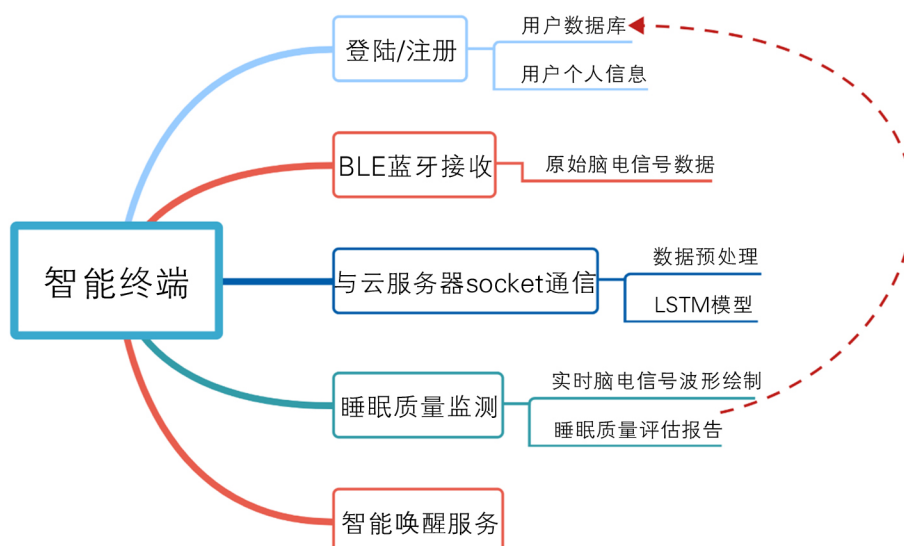 智能终端
登陆/注册
用户数据库
用户个人信息
BLE蓝牙接收
原始脑电信号数据
与云服务器socket通信
数据预处理
LSTM模型
睡眠质量监测
实时脑电信号波形绘制
睡眠质量评估报告
智能唤醒服务